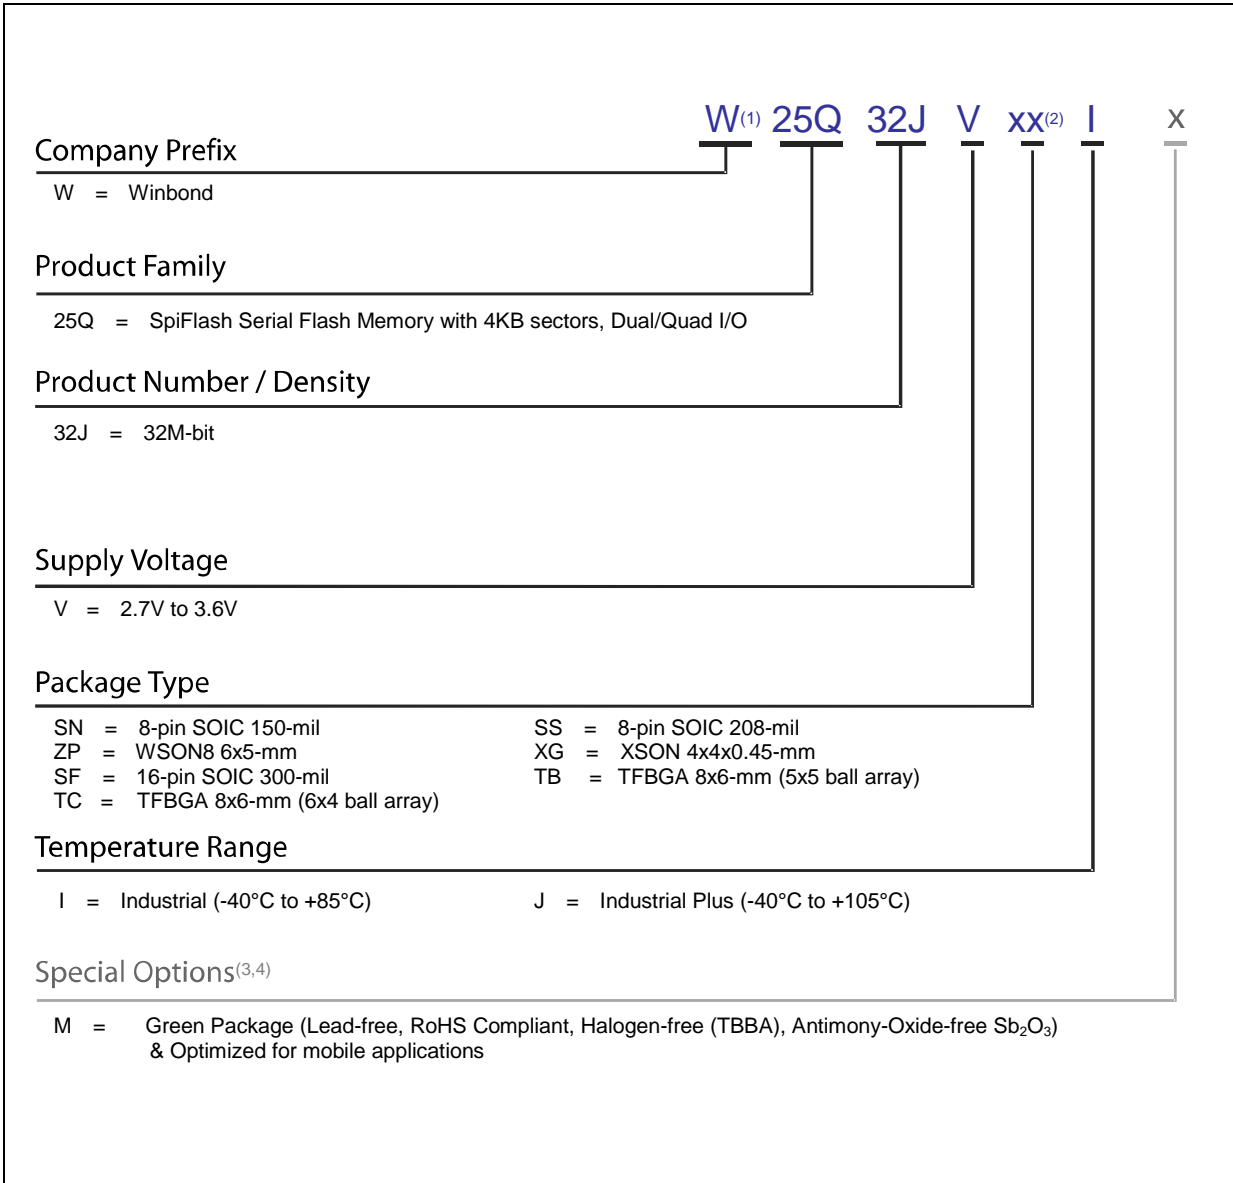 W(1) 25Q 32J V xx(2) I x
Company Prefix
W = Winbond
Product Family
25Q = SpiFlash Serial Flash Memory with 4KB sectors, Dual/Quad I/O
Product Number / Density
32J = 32M-bit
Supply Voltage
V = 2.7V to 3.6V
Package Type
SN = 8-pin SOIC 150-mil SS = 8-pin SOIC 208-mil
ZP = WSON8 6x5-mm XG = XSON 4x4x0.45-mm
SF = 16-pin SOIC 300-mil TB = TFBGA 8x6-mm (5x5 ball array)
TC = TFBGA 8x6-mm (6x4 ball array)
Temperature Range
I = Industrial (-40°C to +85°C) J = Industrial Plus (-40°C to +105°C)
Special Options(3,4)
M = Green Package (Lead-free, RoHS Compliant, Halogen-free (TBBA), Antimony-Oxide-free Sb₂O₃)
& Optimized for mobile applications